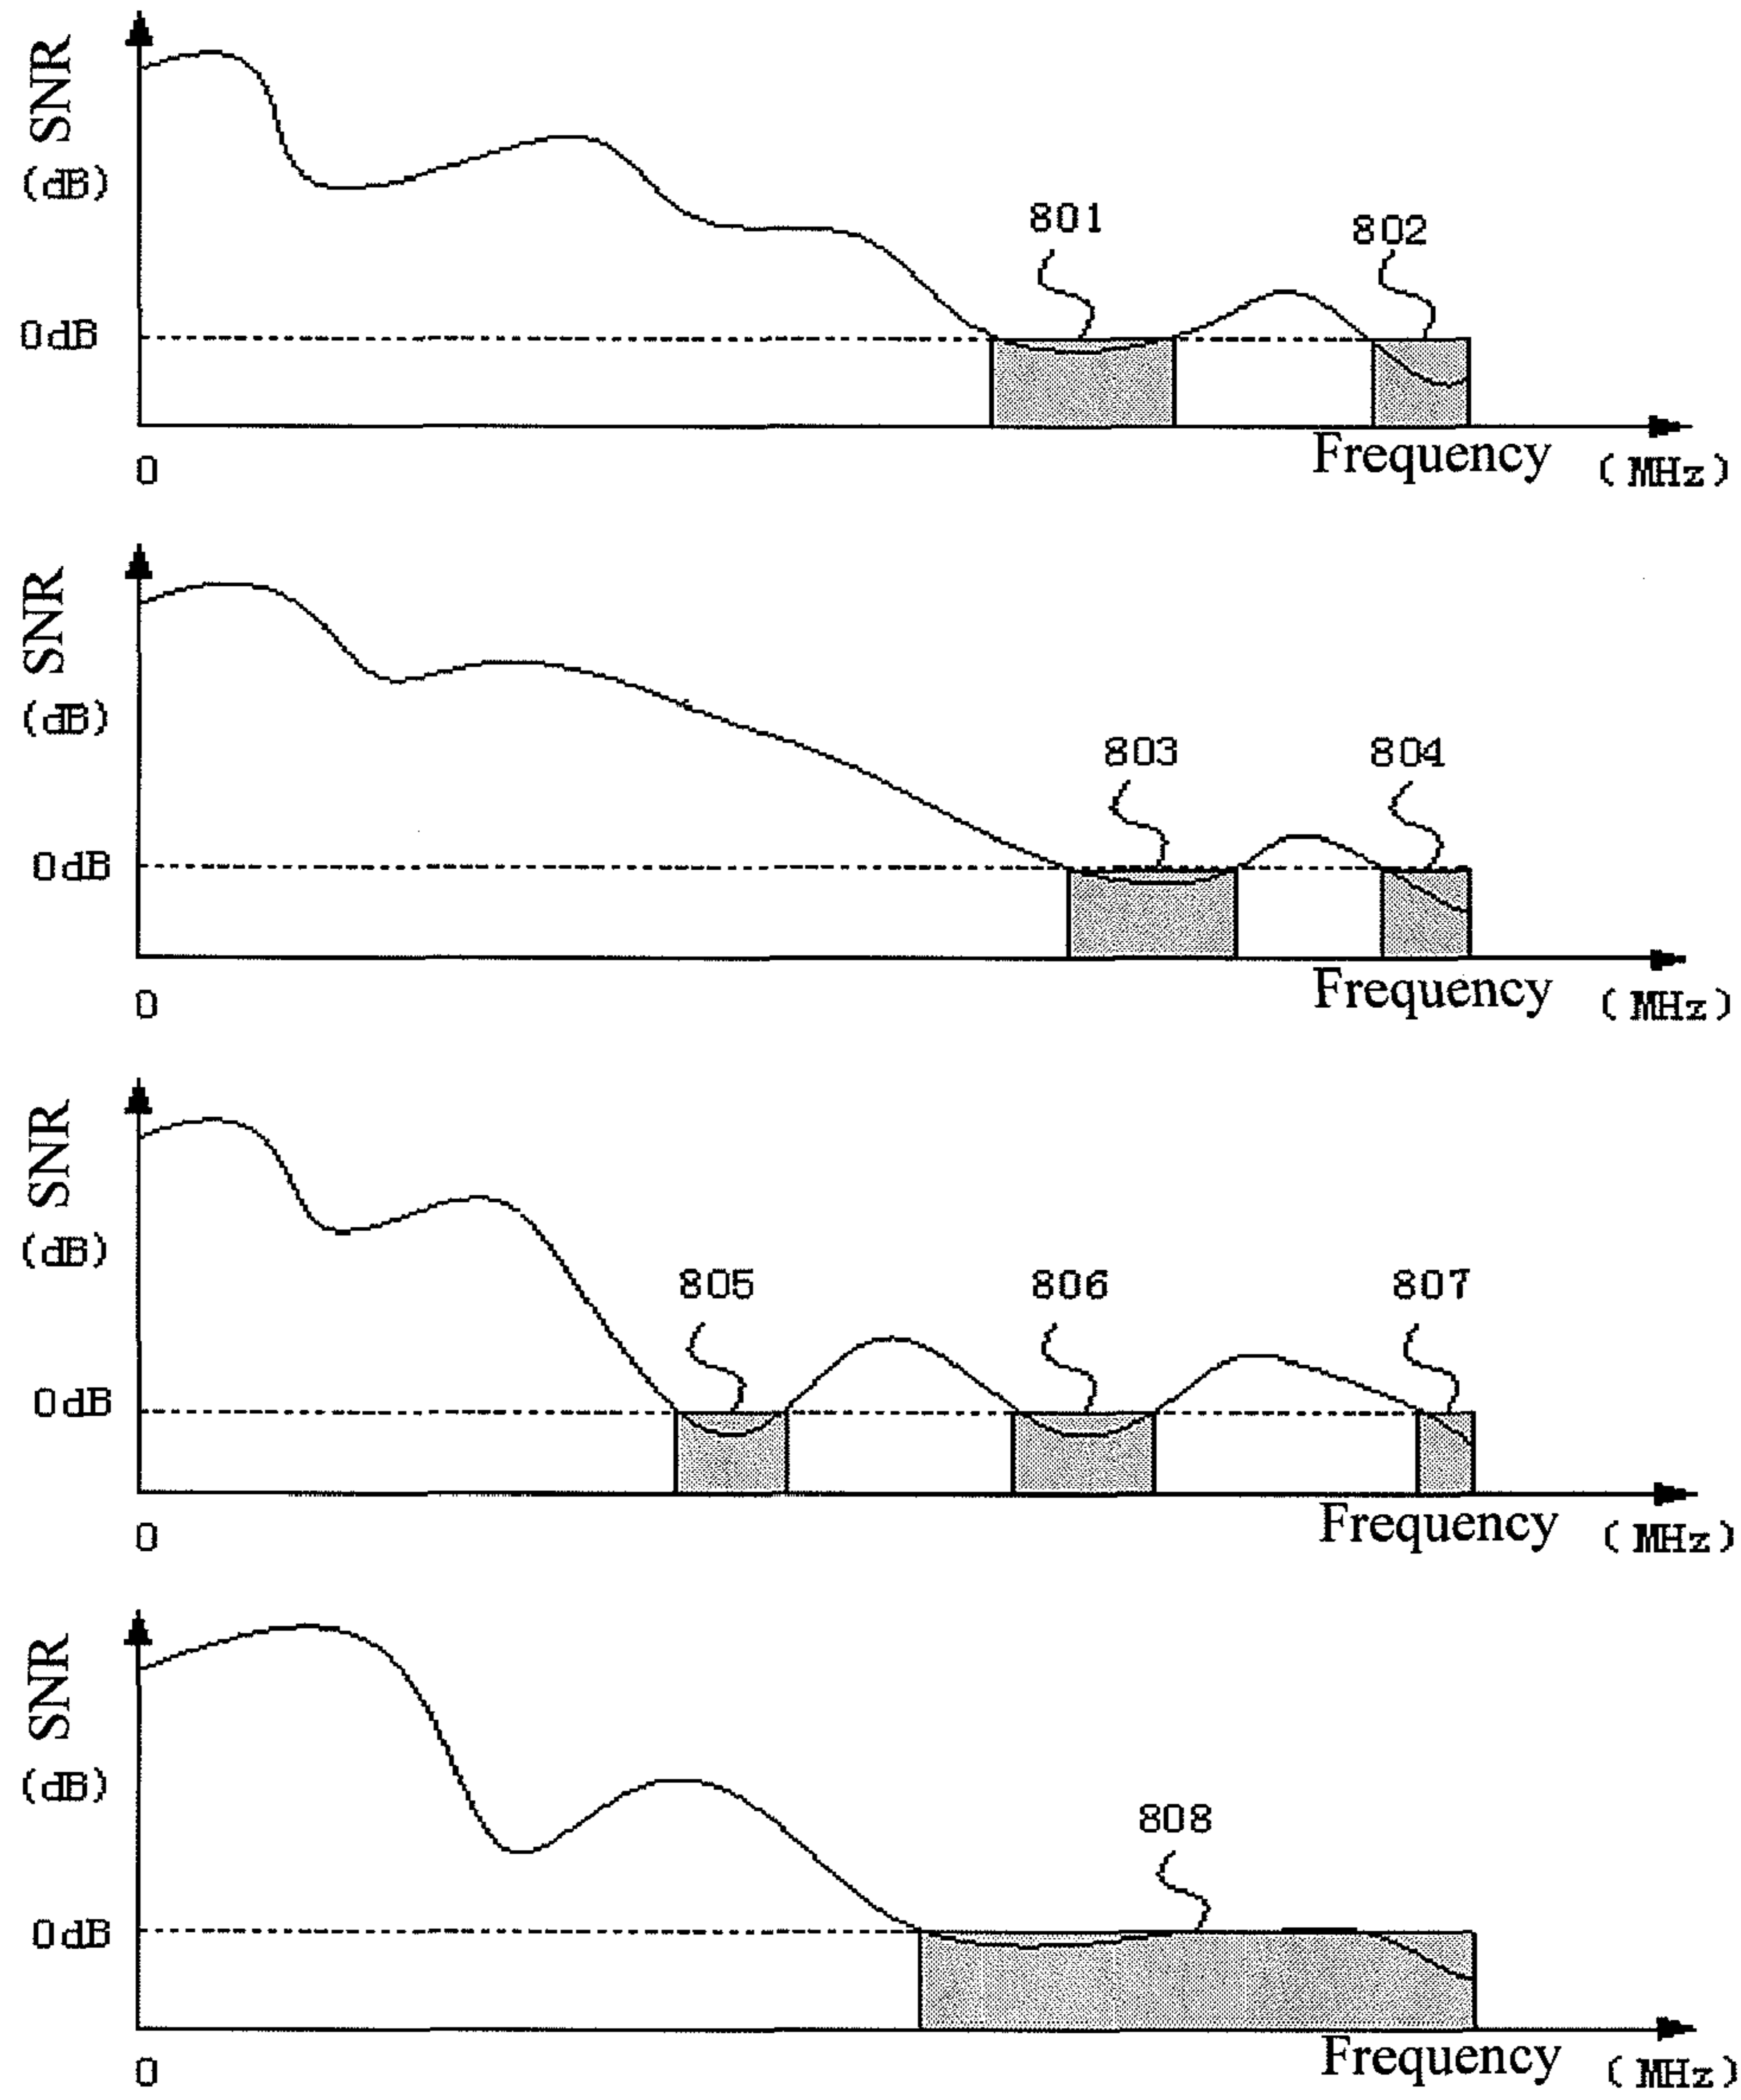 SNR
(dB)
801
802
0dB
0
Frequency (MHz)
SNR
(dB)
803
804
0dB
0
Frequency (MHz)
SNR
(dB)
805
806
807
0dB
0
Frequency (MHz)
SNR
(dB)
808
0dB
0
Frequency (MHz)